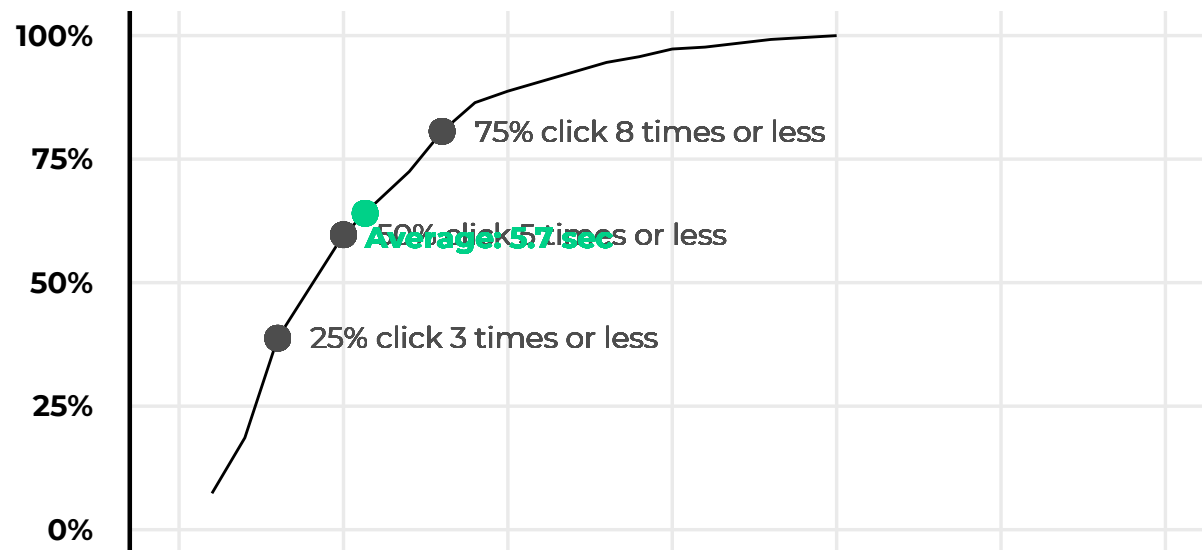 100%
75% click 8 times or less
75%
50% click 5 times or less
Average: 5.7 sec
50%
25% click 3 times or less
25%
0%